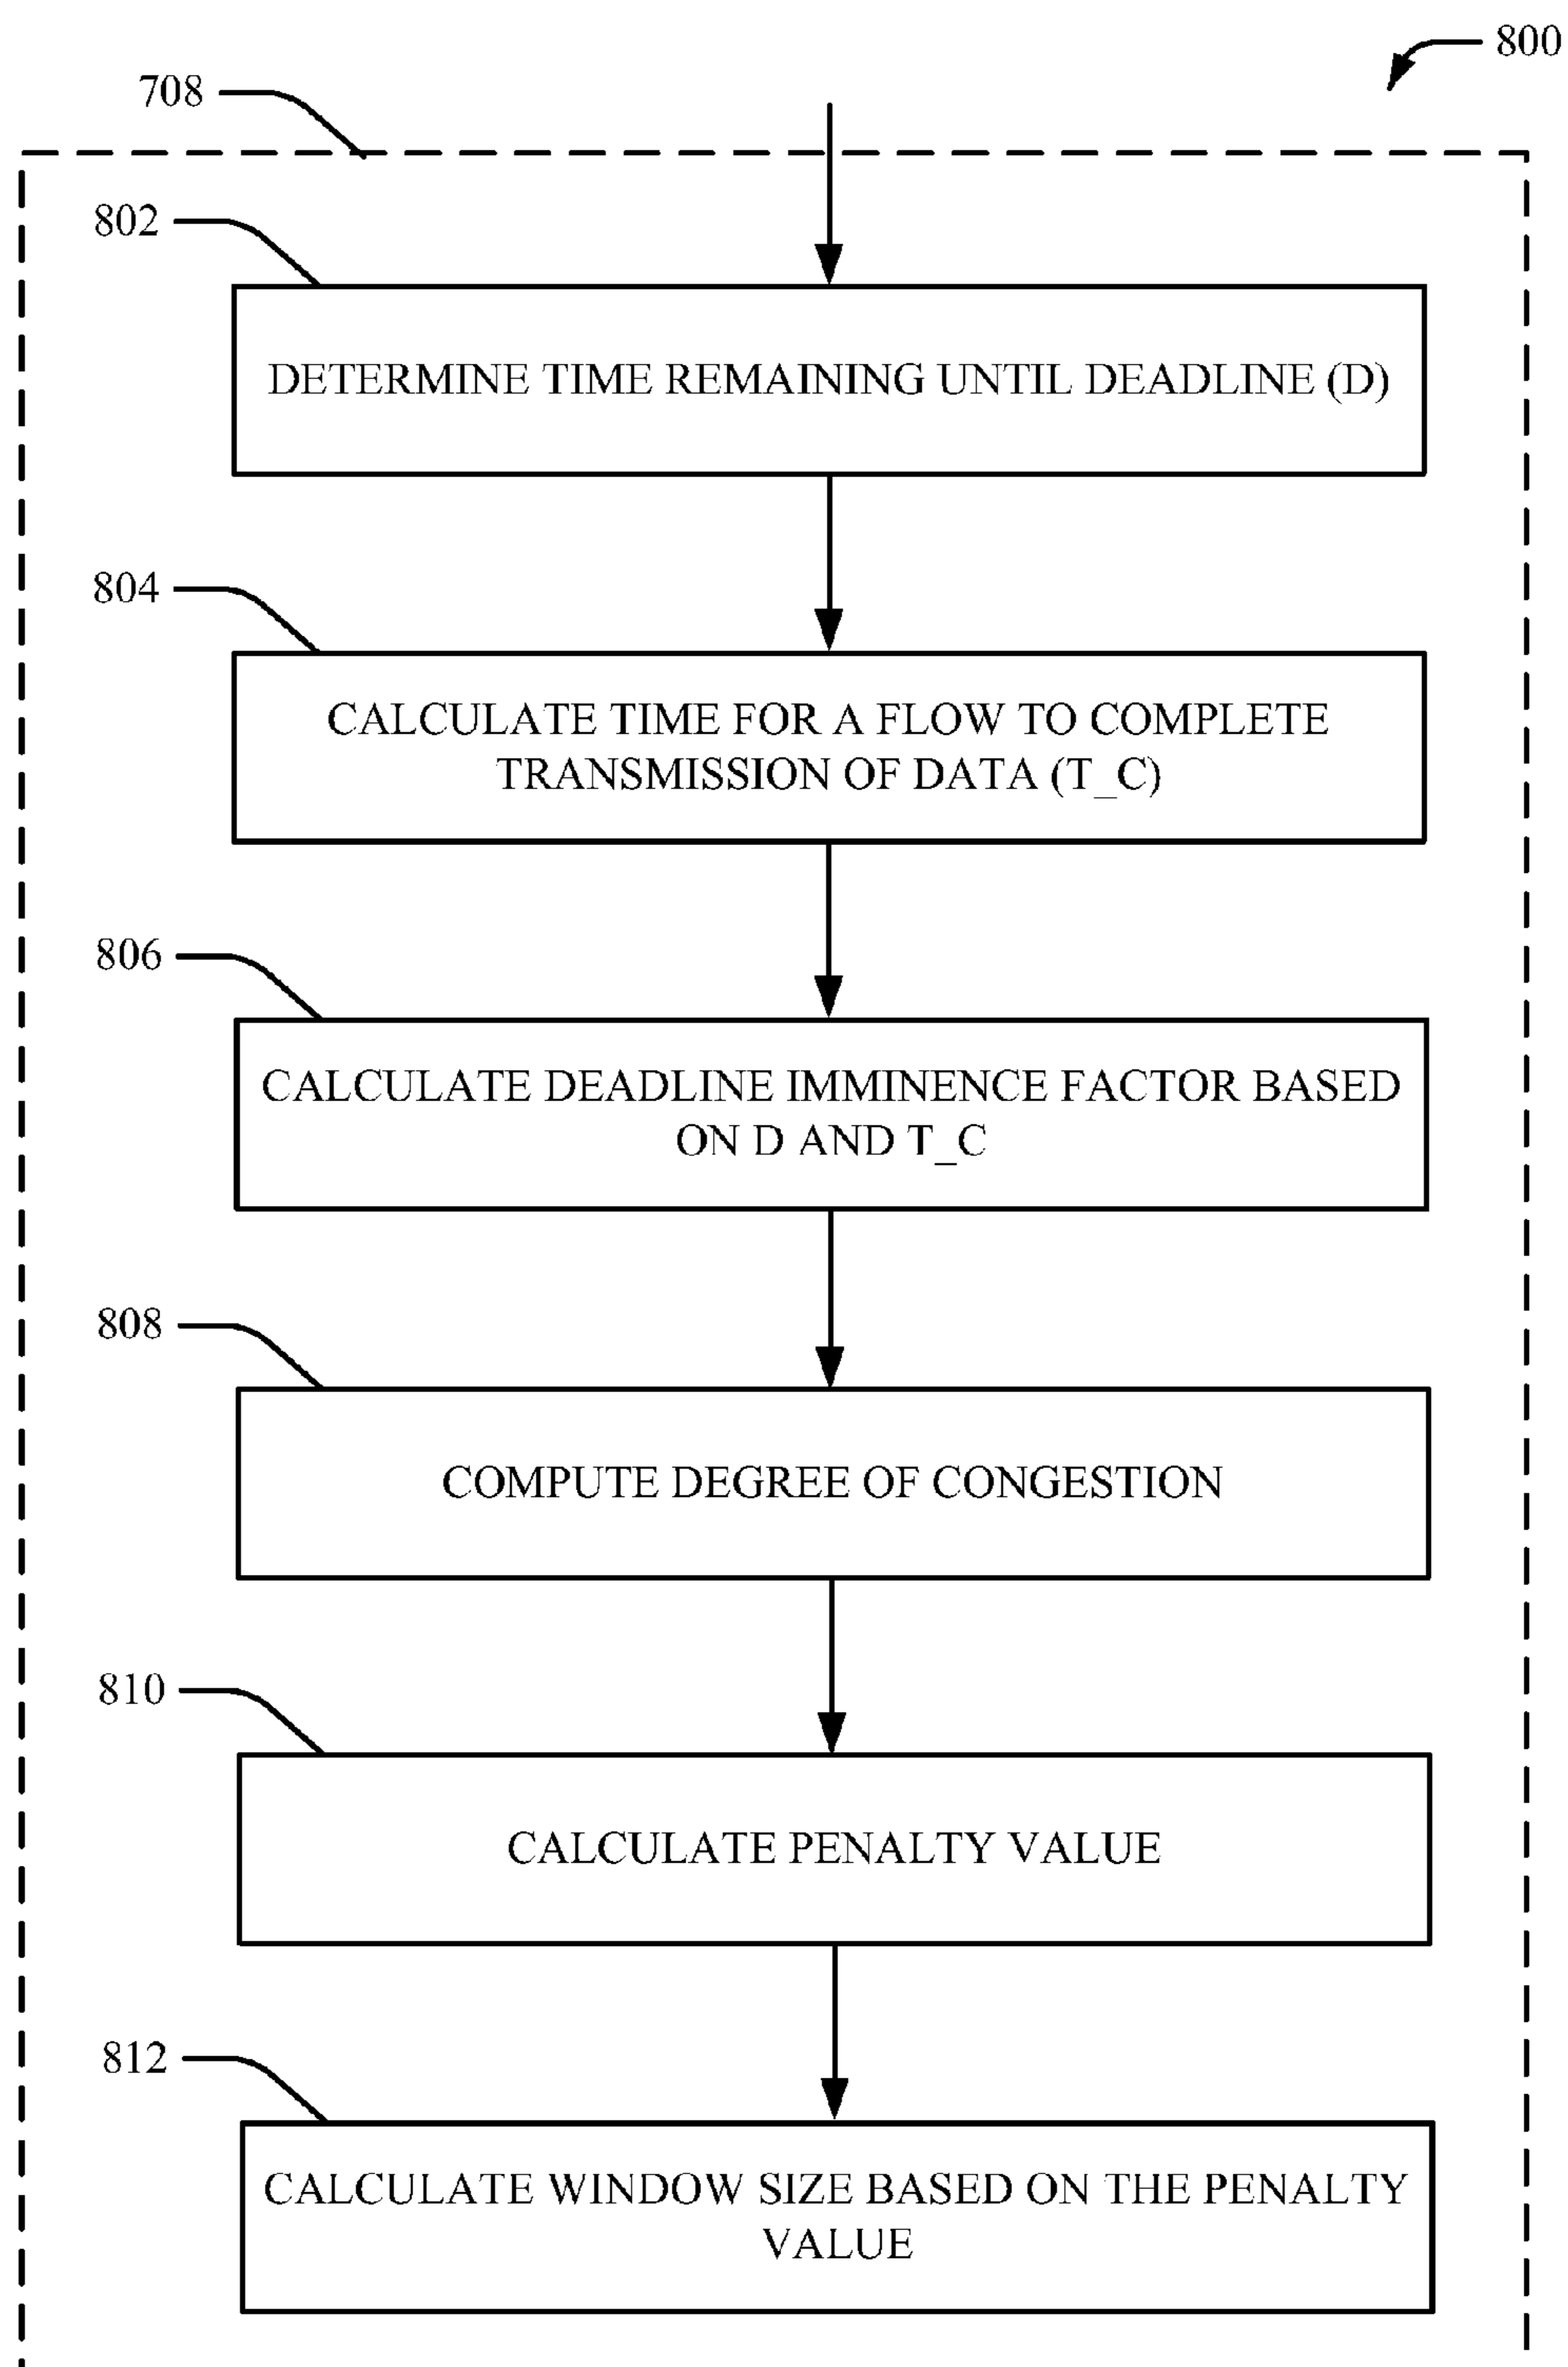 800
708
802
DETERMINE TIME REMAINING UNTIL DEADLINE (D)
804
CALCULATE TIME FOR A FLOW TO COMPLETE
TRANSMISSION OF DATA (T_C)
806
CALCULATE DEADLINE IMMINENCE FACTOR BASED
ON D AND T_C
808
COMPUTE DEGREE OF CONGESTION
810
CALCULATE PENALTY VALUE
812
CALCULATE WINDOW SIZE BASED ON THE PENALTY
VALUE